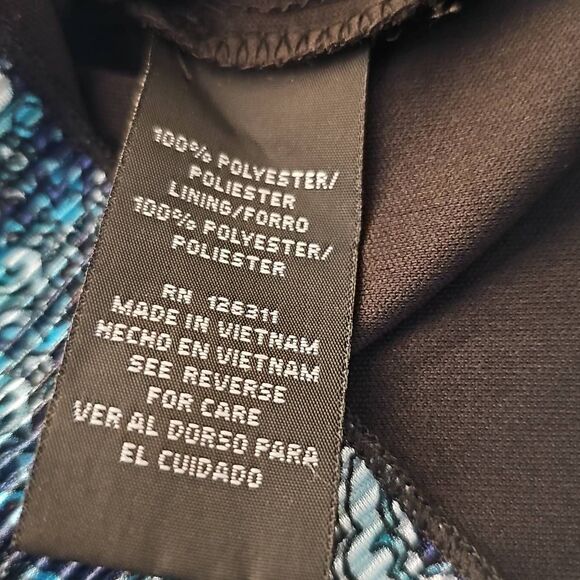 100% POLYESTER/
POLIESTER
LINING/FORRO
100% POLYESTER/
POLIESTER
RN 126311
MADE IN VIETNAM
HECHO EN VIETNAM
SEE REVERSE
FOR CARE
VER AL DORSO PARA
EL CUIDADO